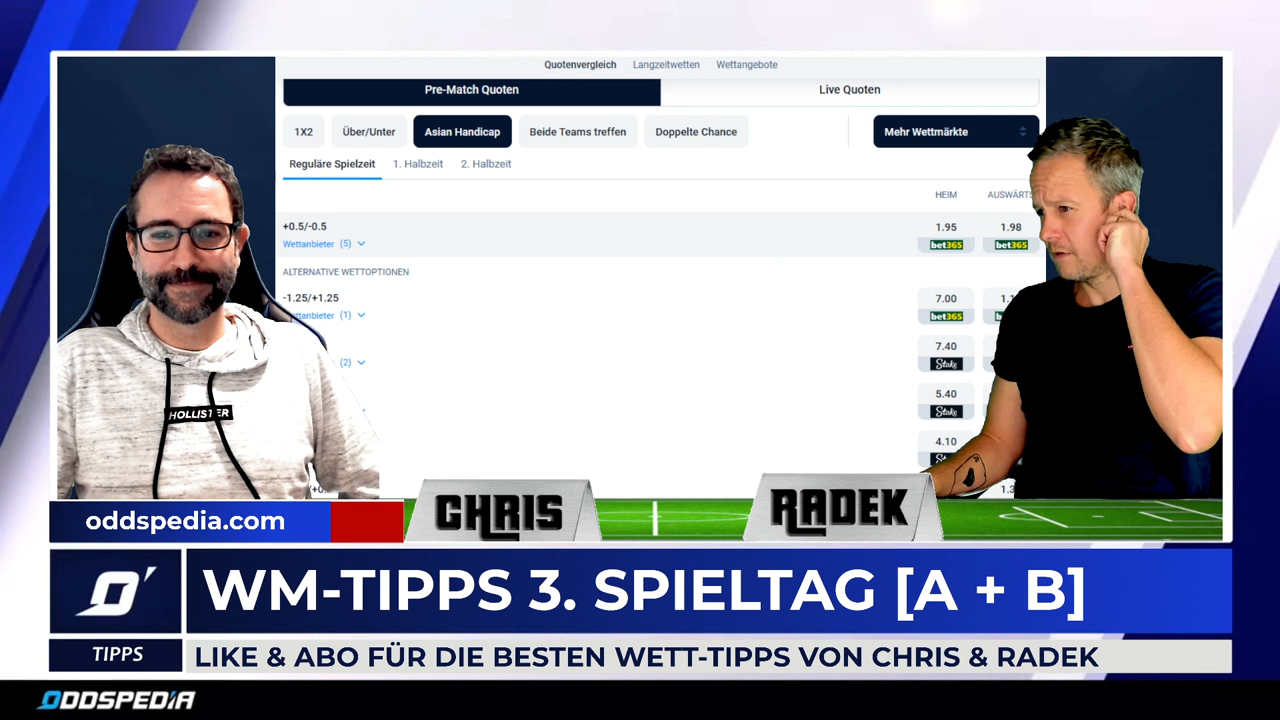 Quotenvergleich Langzeitwetten Wettangebote
Pre-Match Quoten Live Quoten
1X2 Über/Unter Asian Handicap Beide Teams treffen Doppelte Chance Mehr Wettmärkte
Reguläre Spielzeit 1. Halbzeit 2. Halbzeit
HEIM AUSWÄRTS
+0.5/-0.5 1.95 1.98
Wettanbieter (5) bet365 bet365
ALTERNATIVE WETTOPTIONEN
-1.25/+1.25 7.00
(1) bet365
7.40
(2) Stake
5.40
Stake
4.10
HOLLISTER
CHRIS
RADEK
oddspedia.com
WM-TIPPS 3. SPIELTAG [A + B]
TIPPS
LIKE & ABO FÜR DIE BESTEN WETT-TIPPS VON CHRIS & RADEK
ODDSPEDIA